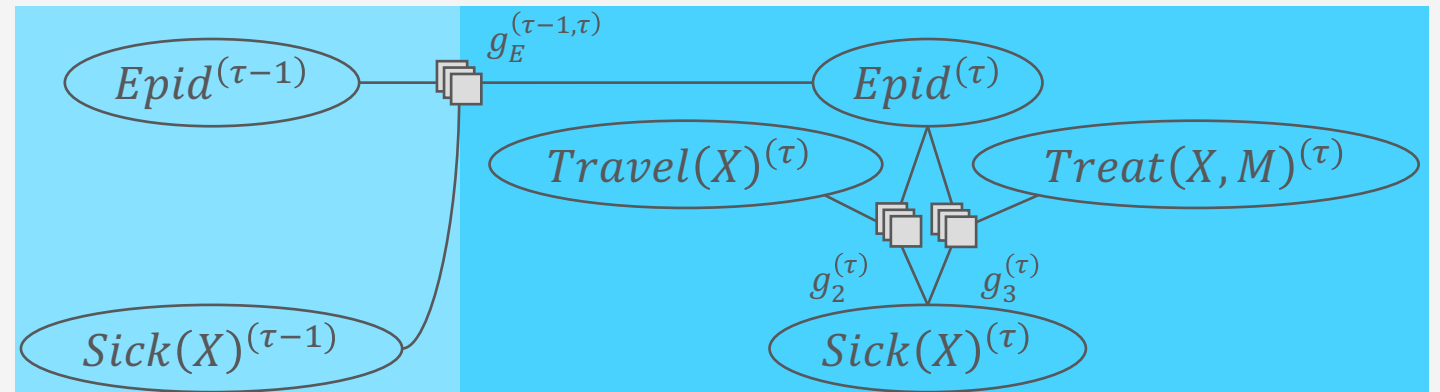 g_E^{(τ−1,τ)}
Epid^{(τ−1)}
Epid^{(τ)}
Travel(X)^{(τ)}
Treat(X, M)^{(τ)}
g_2^{(τ)}
g_3^{(τ)}
Sick(X)^{(τ−1)}
Sick(X)^{(τ)}